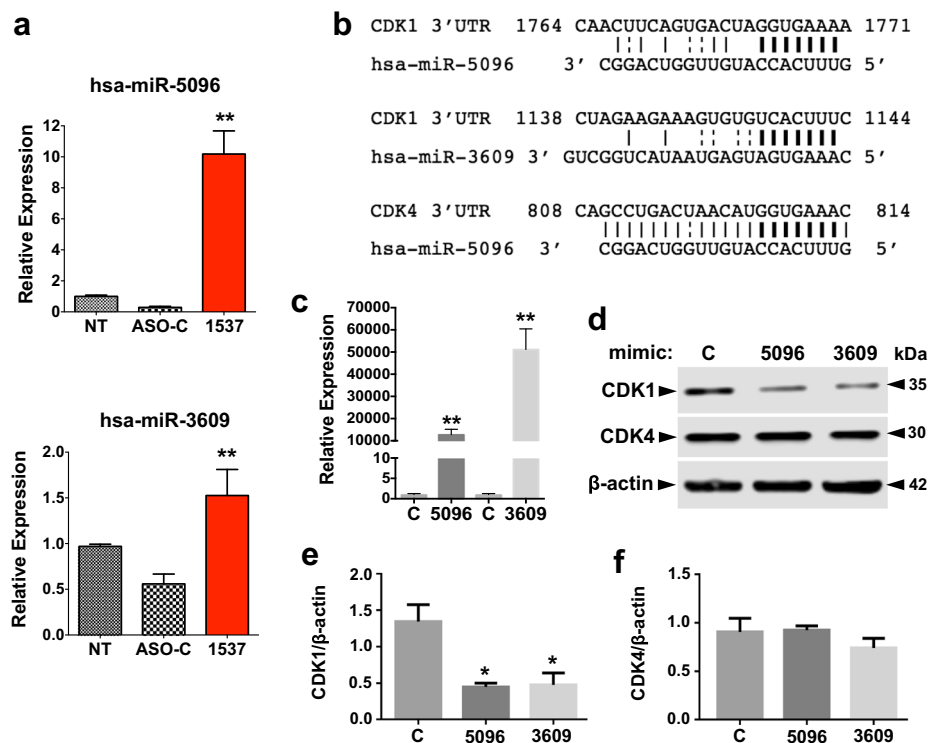 a
hsa-miR-5096
Relative Expression
12
10
8
6
4
2
0
**
NT ASO-C 1537
hsa-miR-3609
Relative Expression
2.0
1.5
1.0
0.5
0.0
**
NT ASO-C 1537
b
CDK1 3’UTR 1764 CAACUUCAGUGACUAGGUGAAAA 1771
hsa-miR-5096 3’ CGGACUGGUUGUACCACUUUG 5’
CDK1 3’UTR 1138 CUAGAAGAAAGUGUGUCACUUUC 1144
hsa-miR-3609 3’ GUCGGUCAUAAUGAGUAGUGAAAC 5’
CDK4 3’UTR 808 CAGCCUGACUAACAUGGUGAAAC 814
hsa-miR-5096 3’ CGGACUGGUUGUACCACUUUG 5’
c
Relative Expression
70000
60000
50000
40000
30000
20000
10000
5
0
**
**
C 5096 C 3609
d
mimic: C 5096 3609 kDa
CDK1 35
CDK4 30
β-actin 42
e
CDK1/β-actin
2.0
1.5
1.0
0.5
0.0
* *
C 5096 3609
f
CDK4/β-actin
1.5
1.0
0.5
0.0
C 5096 3609